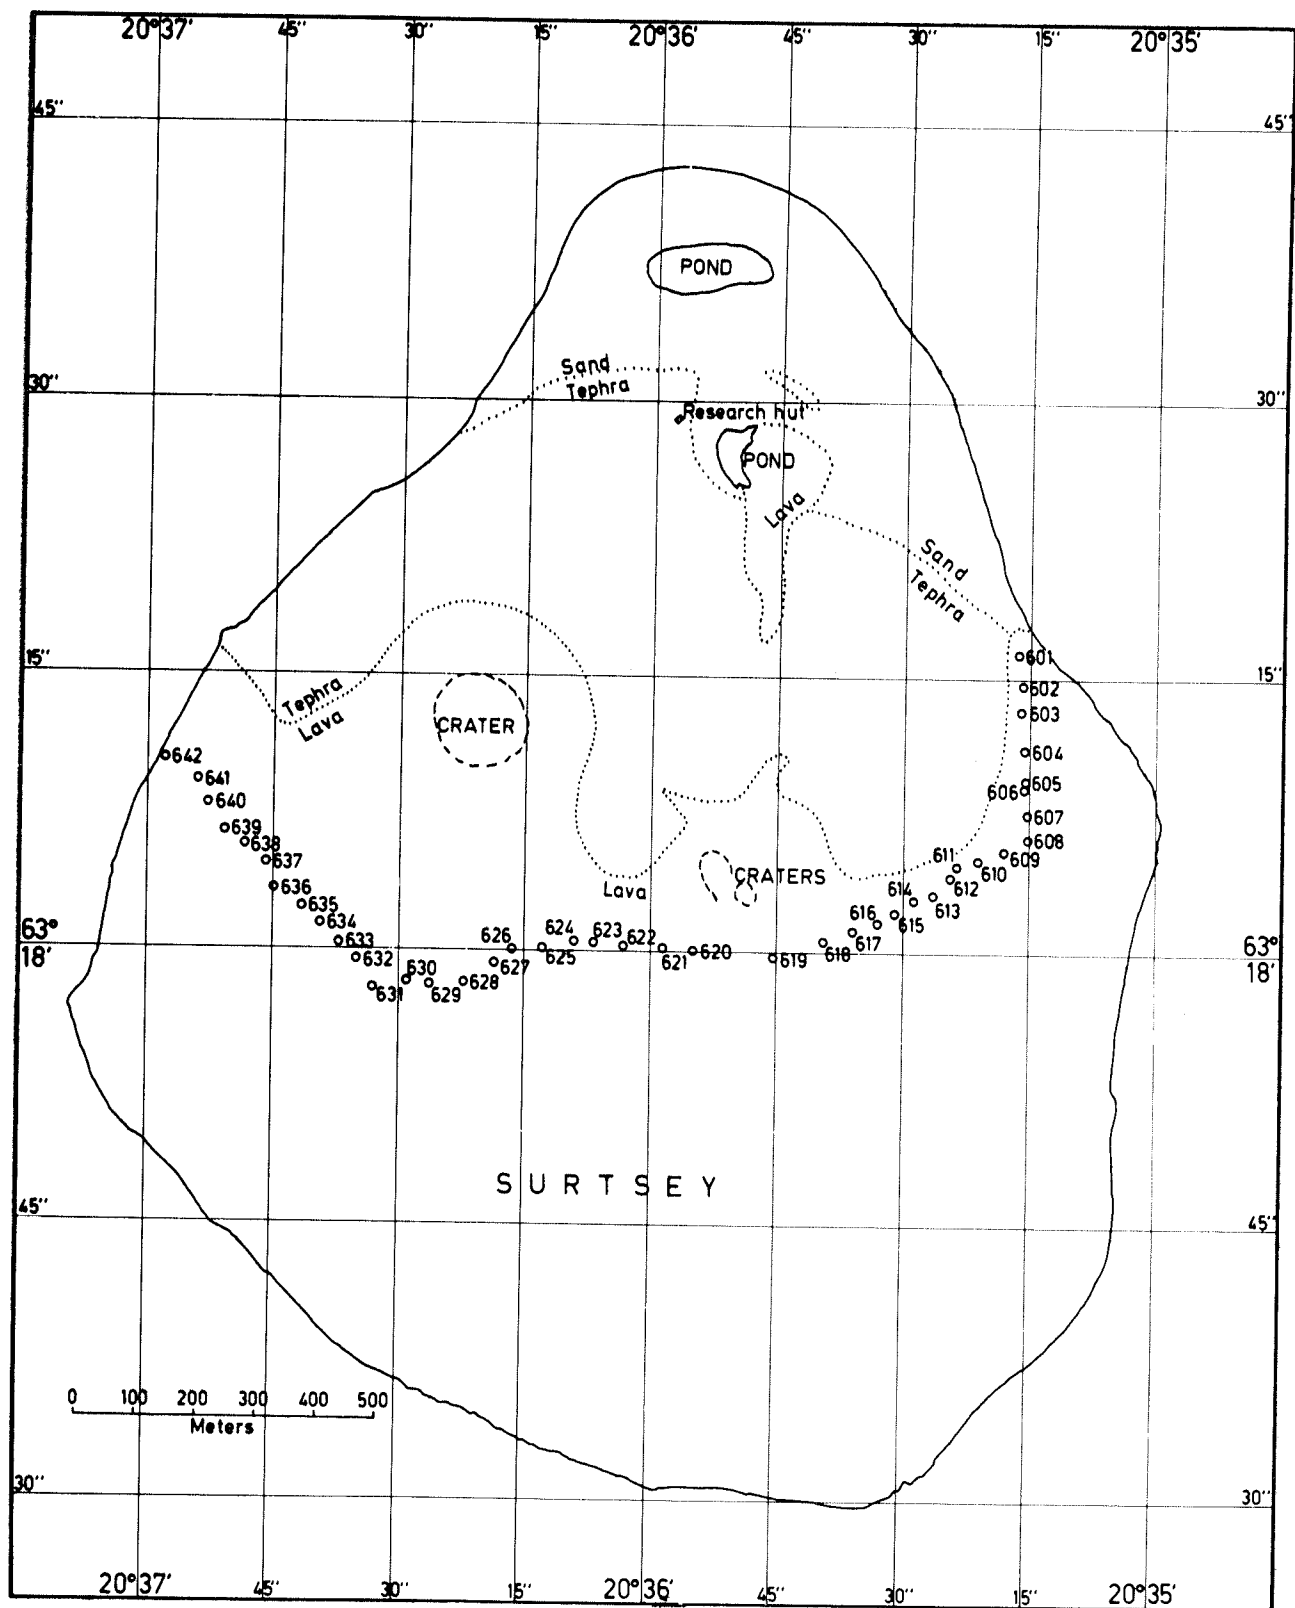 20°37' 45" 30" 15" 20°36' 45" 30" 15" 20°35'
45" 45"
POND
Sand
Tephra
30" 30"
Research hut
POND
Lava
Sand
Tephra
601
15" 15"
Tephra
Lava
602
603
CRATER
642
604
641
605
606
640
607
639
638
608
637
609
611
610
CRATERS
636
Lava
612
614
613
635
616
615
634
626 624 623
63°
18'
633
625
622
621
620
619
618
617
63°
18'
632
627
630
628
631
629
SURTSEY
45" 45"
0 100 200 300 400 500
Meters
30" 30"
20°37' 45" 30" 15" 20°36' 45" 30" 15" 20°35'